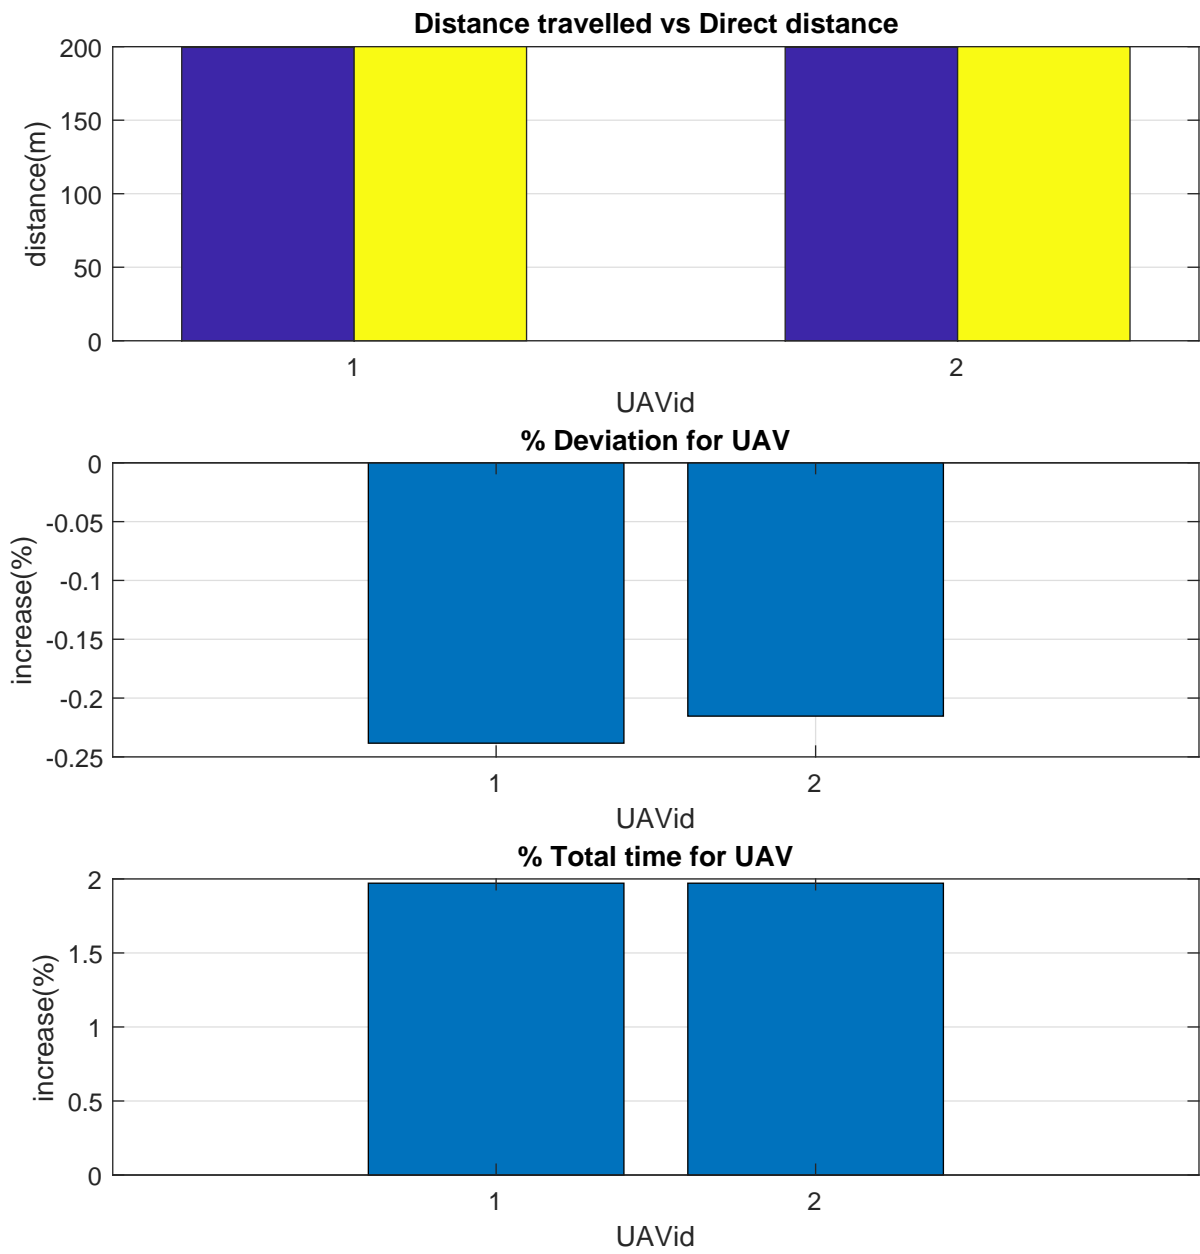 Distance travelled vs Direct distance
200
150
100
50
0
distance(m)
1 2
UAVid
% Deviation for UAV
0
-0.05
-0.1
-0.15
-0.2
-0.25
increase(%)
1 2
UAVid
% Total time for UAV
2
1.5
1
0.5
0
increase(%)
1 2
UAVid